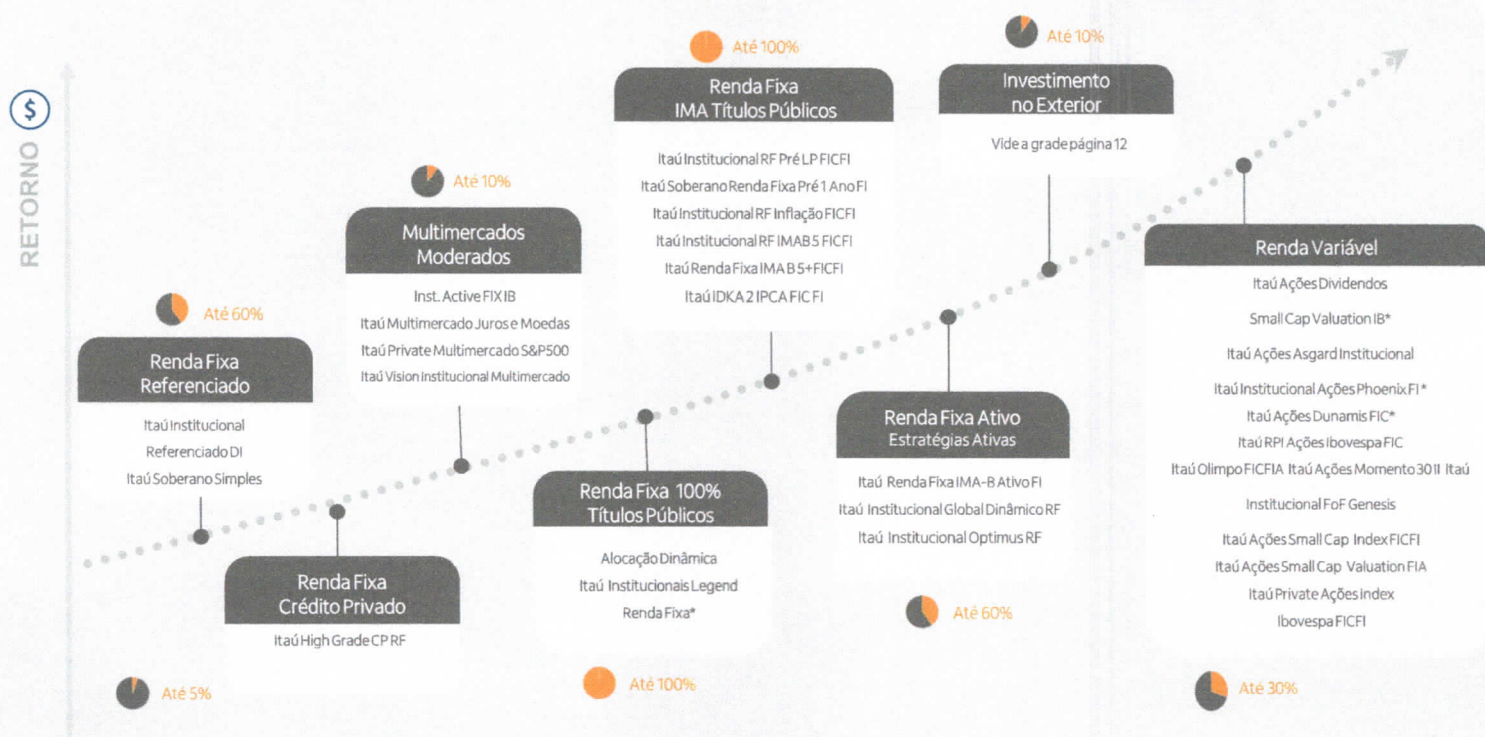 $
RETORNO
Até 60%
Renda Fixa
Referenciado
Itaú Institucional
Referenciado DI
Itaú Soberano Simples
Até 5%
Renda Fixa
Crédito Privado
Itaú High Grade CP RF
Até 10%
Multimercados
Moderados
Inst. Active FIX IB
Itaú Multimercado Juros e Moedas
Itaú Private Multimercado S&P500
Itaú Vision Institucional Multimercado
Renda Fixa 100%
Títulos Públicos
Alocação Dinâmica
Itaú Institucionais Legend
Renda Fixa*
Até 100%
Até 100%
Renda Fixa
IMA Títulos Públicos
Itaú Institucional RF Pré LP FICFI
Itaú Soberano Renda Fixa Pré 1 Ano FI
Itaú Institucional RF Inflação FICFI
Itaú Institucional RF IMAB 5 FICFI
Itaú Renda Fixa IMA B 5+ FICFI
Itaú IDKA 2 IPCA FIC FI
Renda Fixa Ativo
Estratégias Ativas
Itaú Renda Fixa IMA-B Ativo FI
Itaú Institucional Global Dinâmico RF
Itaú Institucional Optimus RF
Até 60%
Até 10%
Investimento
no Exterior
Vide a grade página 12
Renda Variável
Itaú Ações Dividendos
Small Cap Valuation IB*
Itaú Ações Asgard Institucional
Itaú Institucional Ações Phoenix FI *
Itaú Ações Dunamis FIC*
Itaú RPI Ações Ibovespa FIC
Itaú Olimpo FICFIA Itaú Ações Momento 30 II Itaú
Institucional FoF Genesis
Itaú Ações Small Cap Index FICFI
Itaú Ações Small Cap Valuation FIA
Itaú Private Ações Index
Ibovespa FICFI
Até 30%